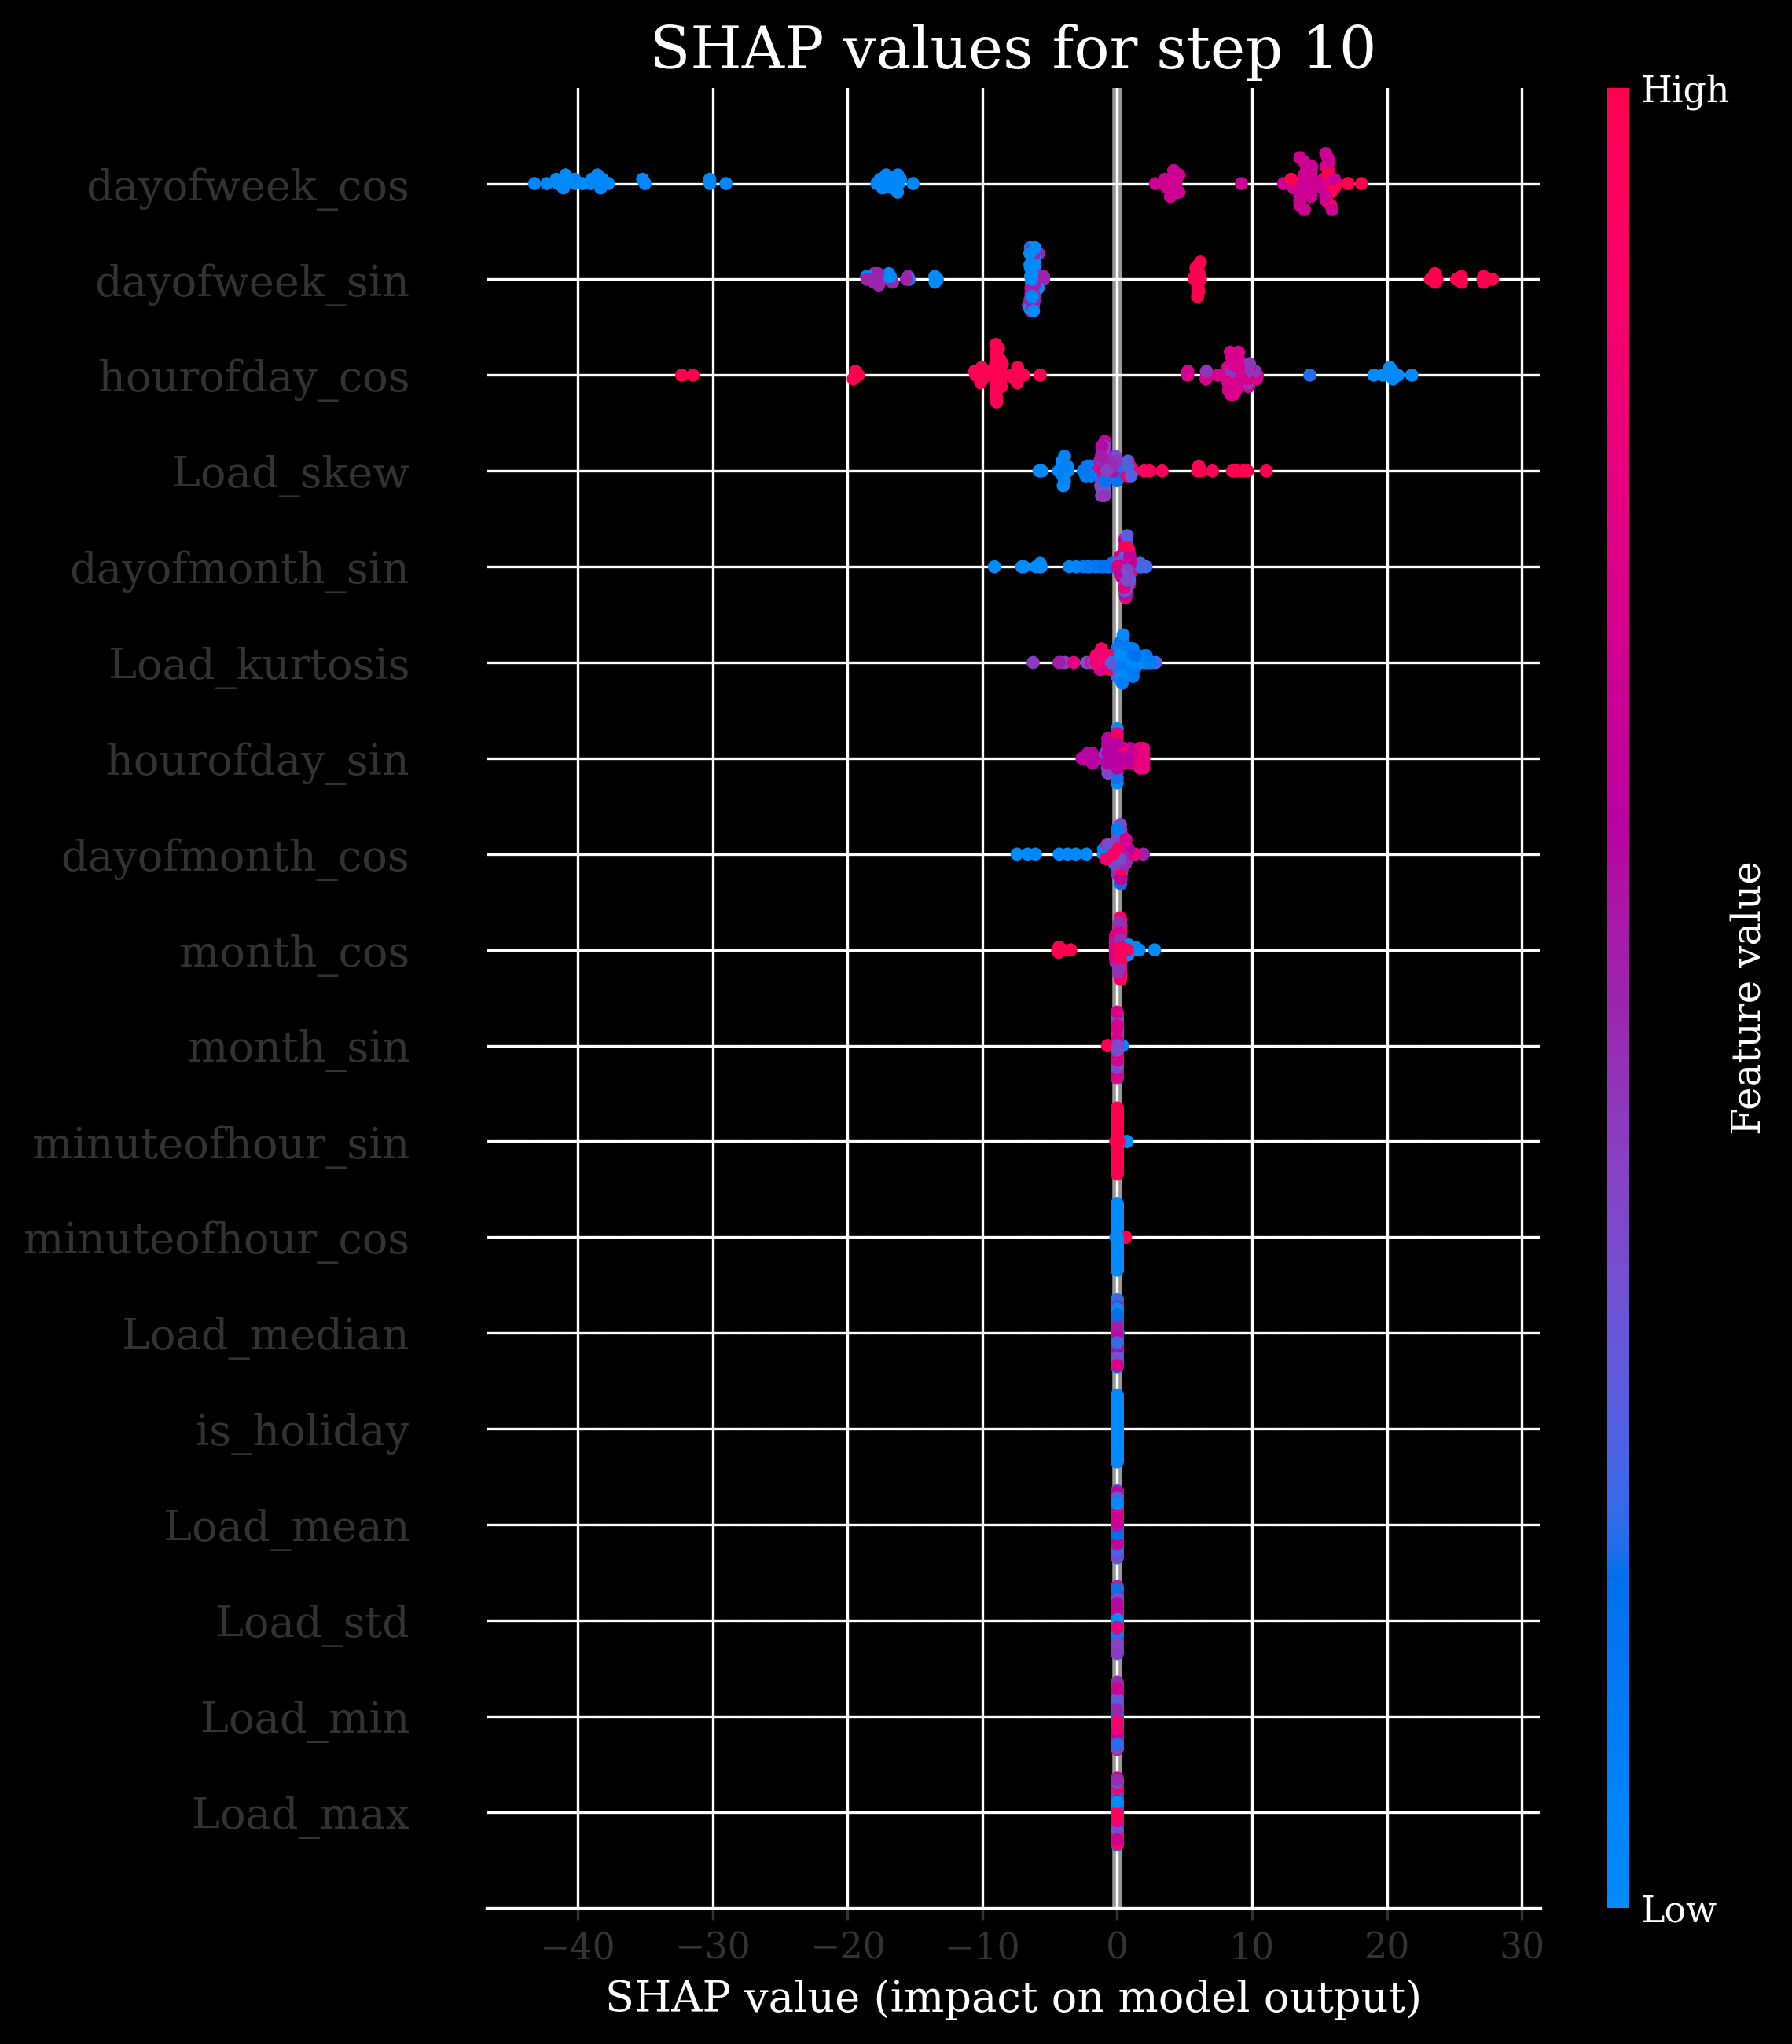 SHAP values for step 10
High
dayofweek_cos
dayofweek_sin
hourofday_cos
Load_skew
dayofmonth_sin
Load_kurtosis
hourofday_sin
dayofmonth_cos
month_cos
month_sin
minuteofhour_sin
minuteofhour_cos
Load_median
is_holiday
Load_mean
Load_std
Load_min
Load_max
Feature value
Low
−40 −30 −20 −10 0 10 20 30
SHAP value (impact on model output)